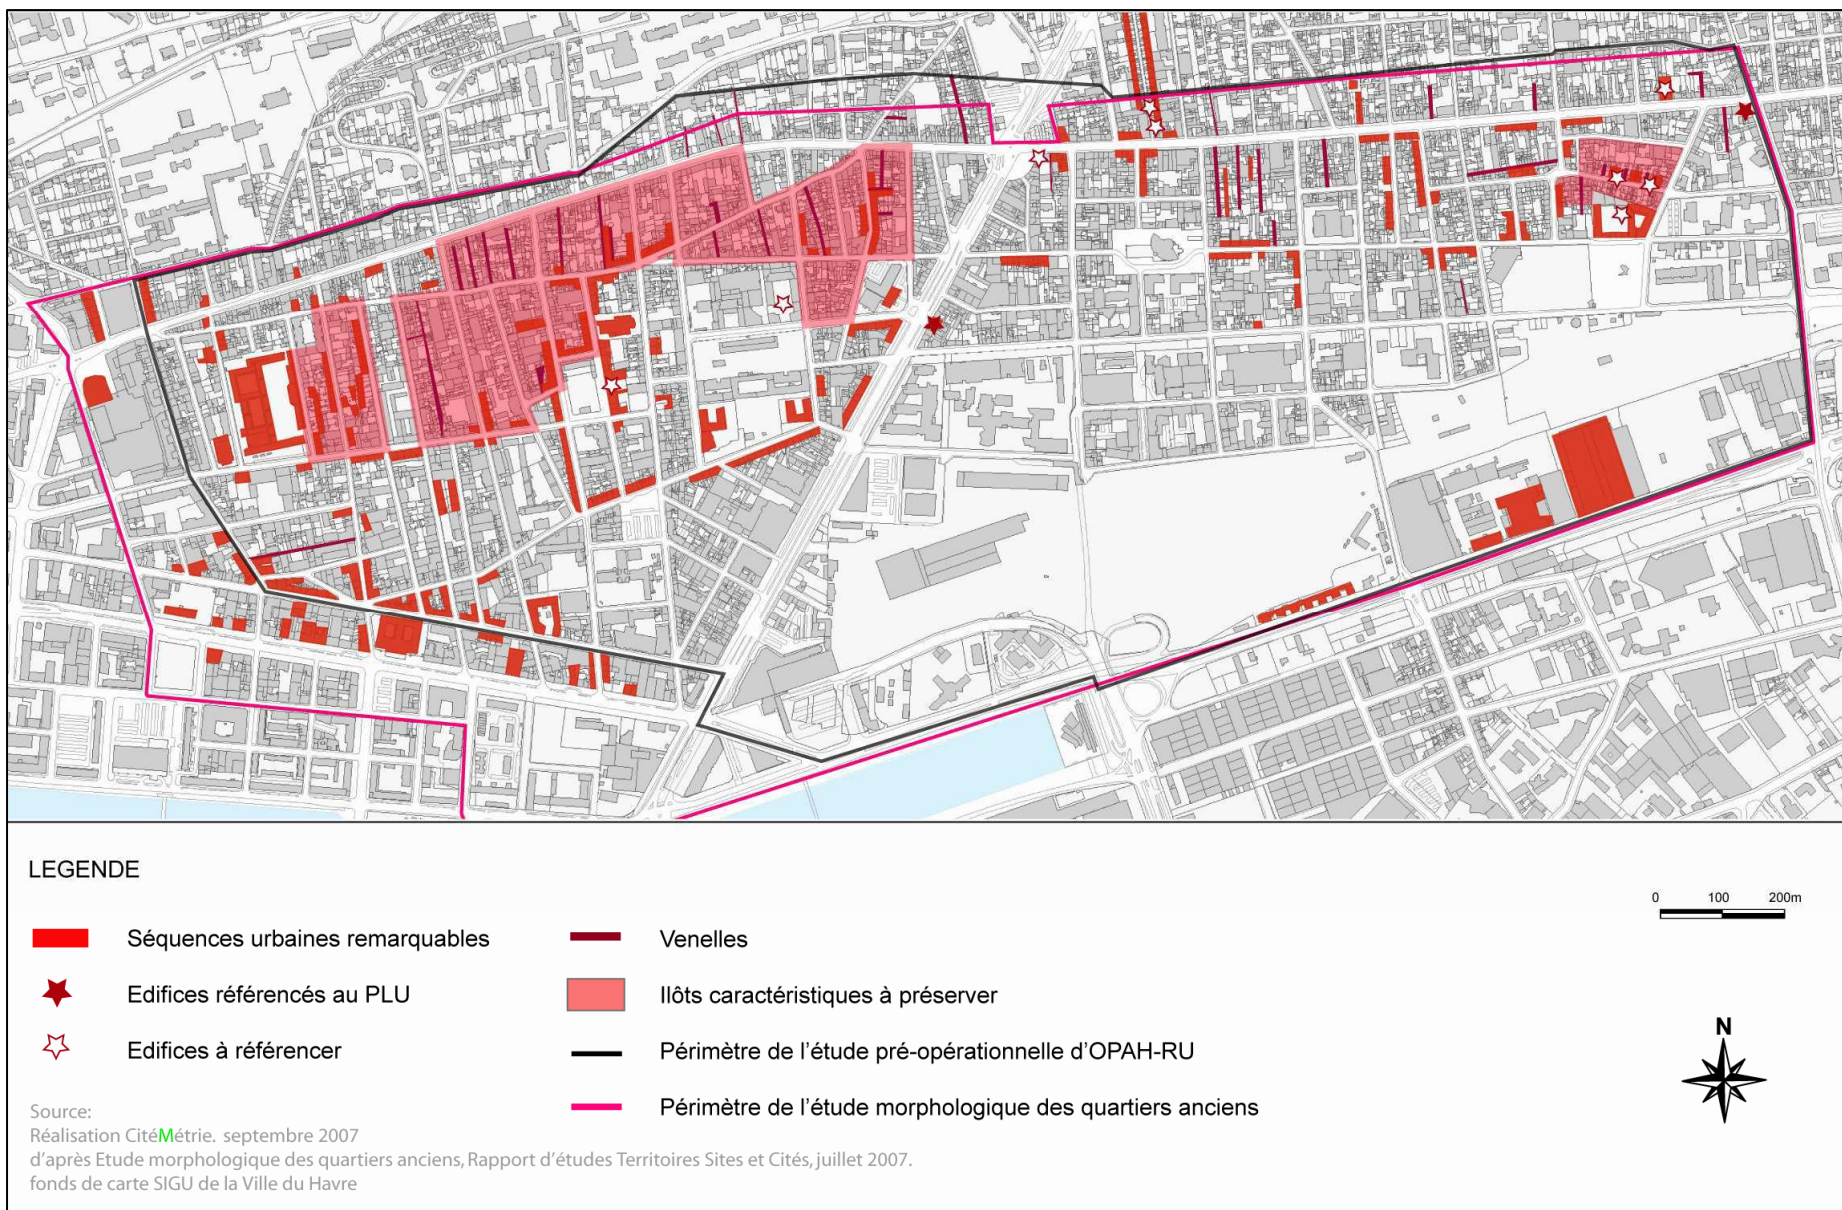 LEGENDE
Séquences urbaines remarquables
Edifices référencés au PLU
Edifices à référencer
Venelles
Ilôts caractéristiques à préserver
Périmètre de l'étude pré-opérationnelle d'OPAH-RU
Périmètre de l'étude morphologique des quartiers anciens
0 100 200m
N
Source:
Réalisation CitéMétrie. septembre 2007
d'après Etude morphologique des quartiers anciens, Rapport d'études Territoires Sites et Cités, juillet 2007.
fonds de carte SIGU de la Ville du Havre